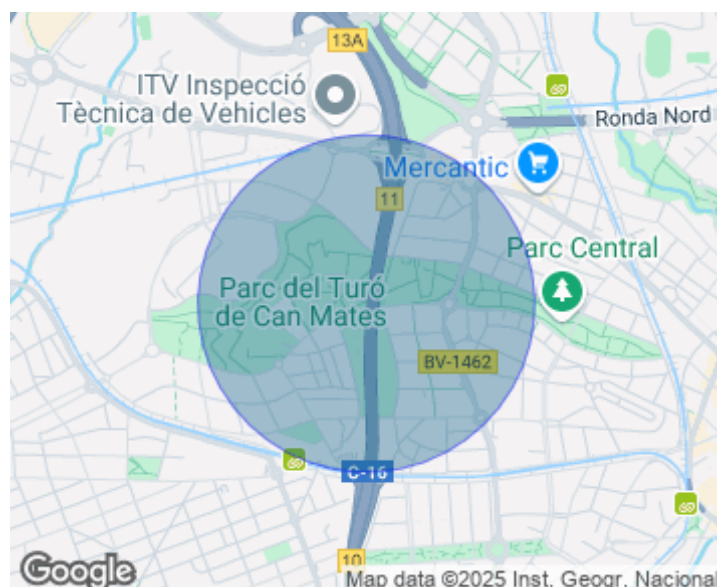 13A
ITV Inspecció
Tècnica de Vehicles
Ronda Nord
Mercantic
11
Parc Central
Parc del Turó
de Can Mates
BV-1462
C-16
10
Google
Map data ©2025 Inst. Geogr. Nacional